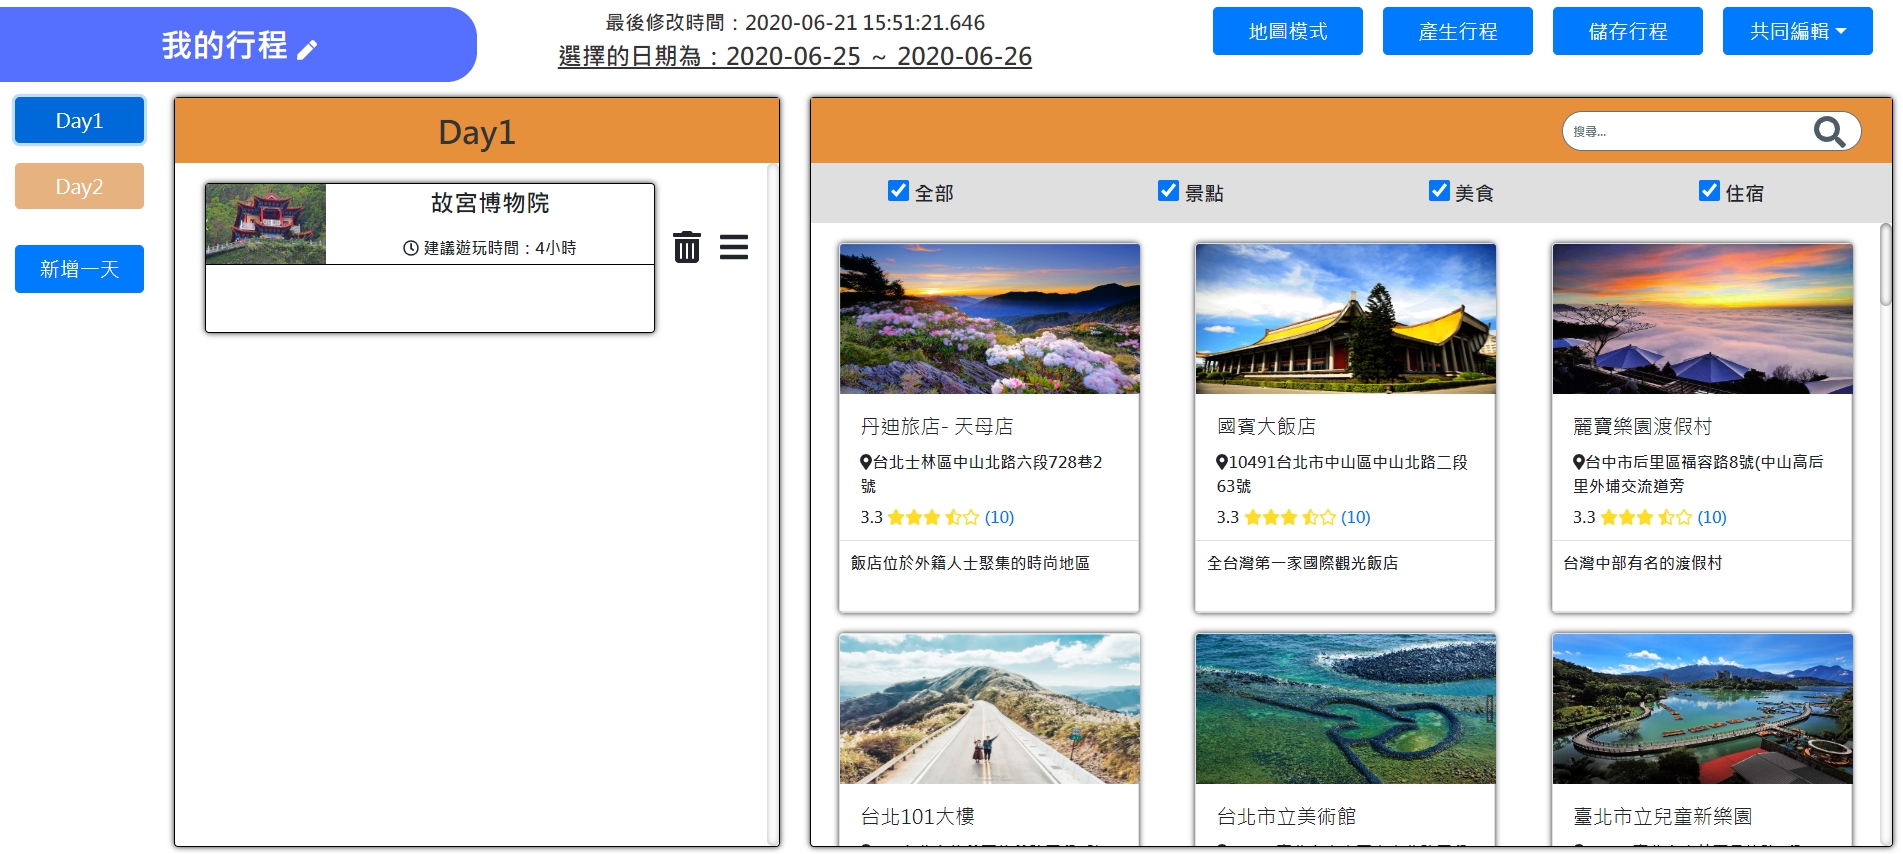 我的行程
最後修改時間：2020-06-21 15:51:21.646
選擇的日期為：2020-06-25 ~ 2020-06-26
地圖模式
產生行程
儲存行程
共同編輯
Day1
Day2
新增一天
Day1
故宮博物院
建議遊玩時間：4小時
搜尋...
全部
景點
美食
住宿
丹迪旅店- 天母店
台北士林區中山北路六段728巷2
號
3.3 (10)
飯店位於外籍人士聚集的時尚地區
國賓大飯店
10491台北市中山區中山北路二段
63號
3.3 (10)
全台灣第一家國際觀光飯店
麗寶樂園渡假村
台中市后里區福容路8號(中山高后
里外埔交流道旁
3.3 (10)
台灣中部有名的渡假村
台北101大樓
台北市立美術館
臺北市立兒童新樂園